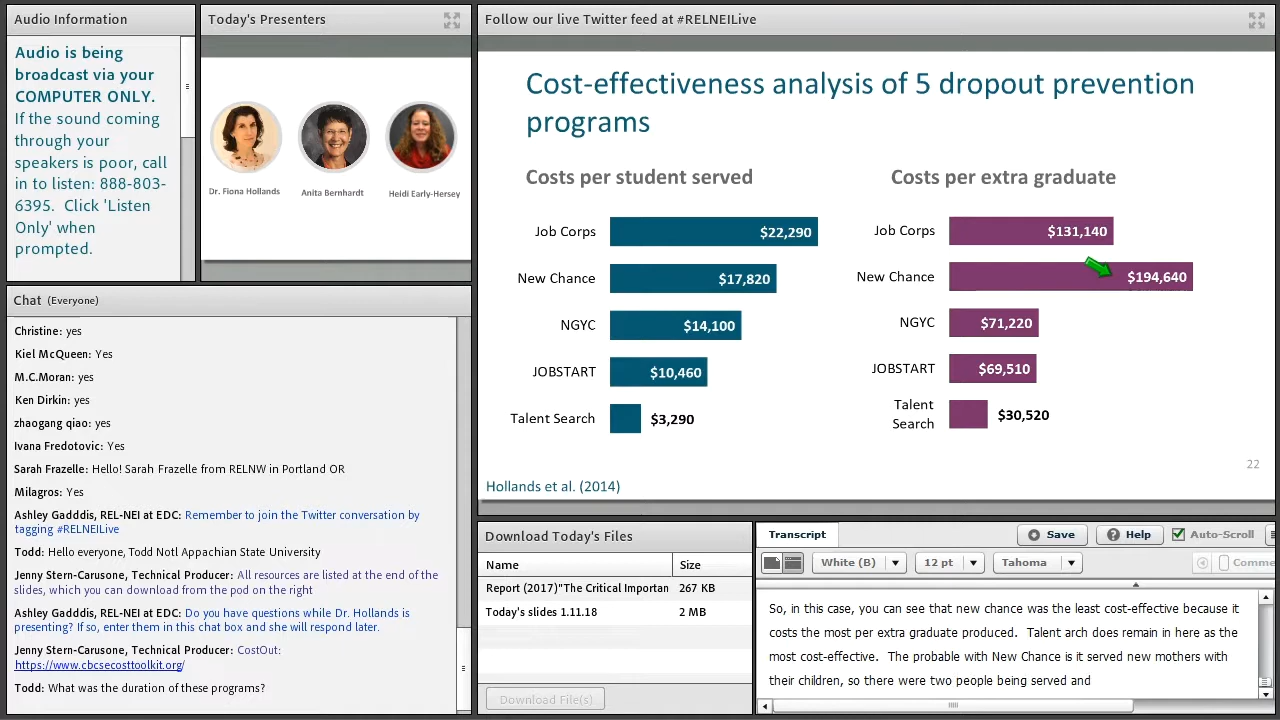 Audio Information
Audio is being
broadcast via your
COMPUTER ONLY.
If the sound coming
through your
speakers is poor, call
in to listen: 888-803-
6395. Click 'Listen
Only' when
prompted.
Today's Presenters
Dr. Fiona Hollands
Anita Bernhardt
Heidi Early-Hersey
Chat (Everyone)
Christine: yes
Kiel McQueen: Yes
M.C.Moran: yes
Ken Dirkin: yes
zhaogang qiao: yes
Ivana Fredotovic: Yes
Sarah Frazelle: Hello! Sarah Frazelle from RELNW in Portland OR
Milagros: Yes
Ashley Gadddis, REL-NEI at EDC: Remember to join the Twitter conversation by
tagging #RELNEILive
Todd: Hello everyone, Todd Notl Appachian State University
Jenny Stern-Carusone, Technical Producer: All resources are listed at the end of the
slides, which you can download from the pod on the right
Ashley Gadddis, REL-NEI at EDC: Do you have questions while Dr. Hollands is
presenting? If so, enter them in this chat box and she will respond later.
Jenny Stern-Carusone, Technical Producer: CostOut:
https://www.cbcsecosttoolkit.org/
Todd: What was the duration of these programs?
Follow our live Twitter feed at #RELNEILive
Cost-effectiveness analysis of 5 dropout prevention
programs
Costs per student served
Job Corps $22,290
New Chance $17,820
NGYC $14,100
JOBSTART $10,460
Talent Search $3,290
Costs per extra graduate
Job Corps $131,140
New Chance $194,640
NGYC $71,220
JOBSTART $69,510
Talent
Search $30,520
22
Hollands et al. (2014)
Download Today's Files
Name Size
Report (2017)"The Critical Importan 267 KB
Today's slides 1.11.18 2 MB
Download File(s)
Transcript Save Help Auto-Scroll
White (B) 12 pt Tahoma Comme
So, in this case, you can see that new chance was the least cost-effective because it
costs the most per extra graduate produced. Talent arch does remain in here as the
most cost-effective. The probable with New Chance is it served new mothers with
their children, so there were two people being served and